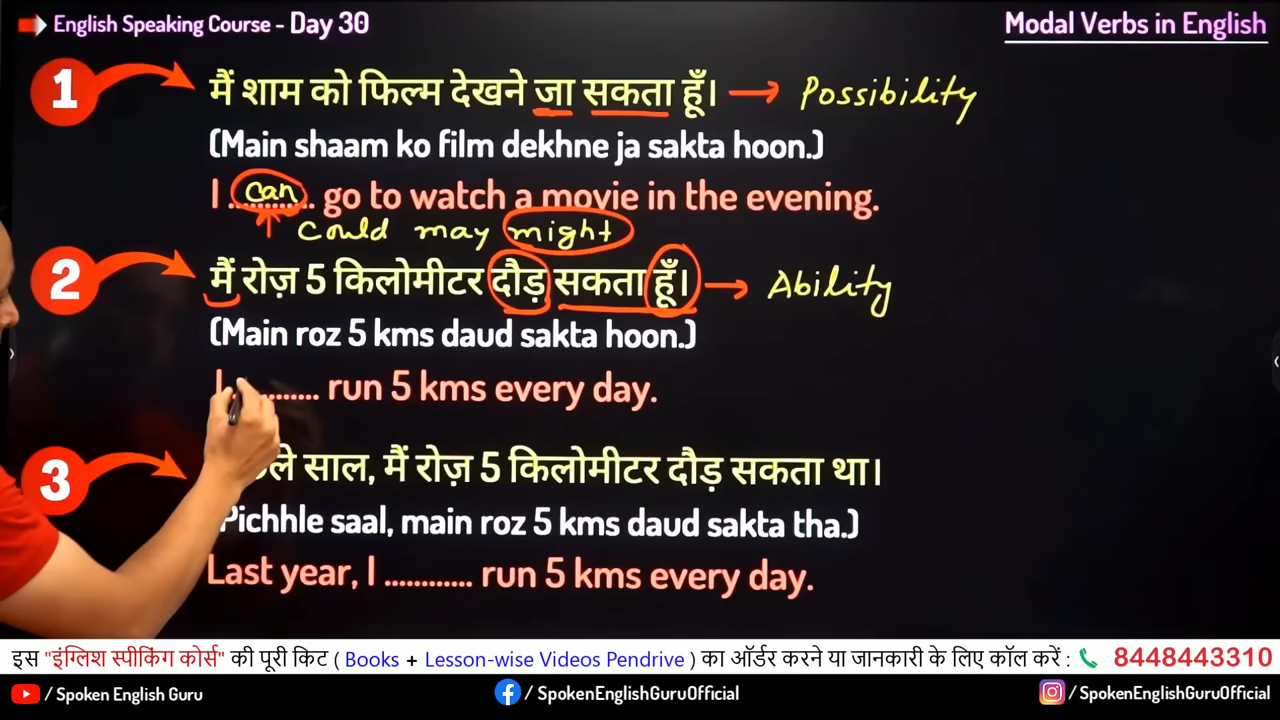 English Speaking Course - Day 30
Modal Verbs in English
1
मैं शाम को फिल्म देखने जा सकता हूँ। → Possibility
(Main shaam ko film dekhne ja sakta hoon.)
I ...can... go to watch a movie in the evening.
could may might
2
मैं रोज़ 5 किलोमीटर दौड़ सकता हूँ। → Ability
(Main roz 5 kms daud sakta hoon.)
I ............ run 5 kms every day.
3
साल, मैं रोज़ 5 किलोमीटर दौड़ सकता था।
Pichhle saal, main roz 5 kms daud sakta tha.)
Last year, I ............ run 5 kms every day.
इस "इंग्लिश स्पीकिंग कोर्स" की पूरी किट ( Books + Lesson-wise Videos Pendrive ) का ऑर्डर करने या जानकारी के लिए कॉल करें : 8448443310
/ Spoken English Guru
/ SpokenEnglishGuruOfficial
/ SpokenEnglishGuruOfficial